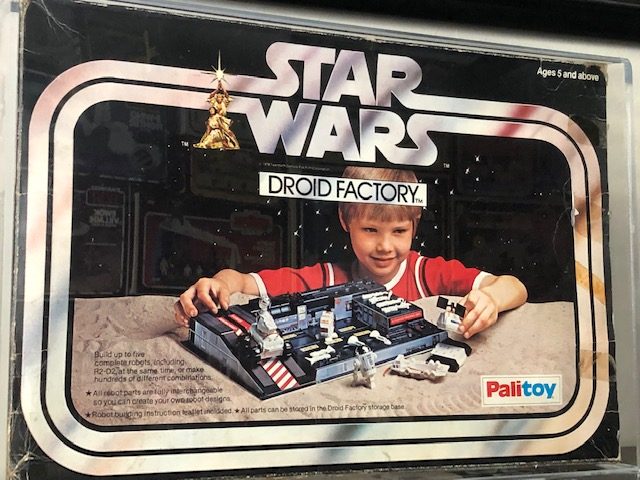 Ages 5 and above
STAR
WARS
TM
TM
DROID FACTORY TM
Build up to five
complete robots, including
R2-D2, at the same time, or make
hundreds of different combinations.
★ All robot parts are fully interchangeable
so you can create your own robot designs.
★ Robot building instruction leaflet included. ★ All parts can be stored in the Droid Factory storage base.
Palitoy